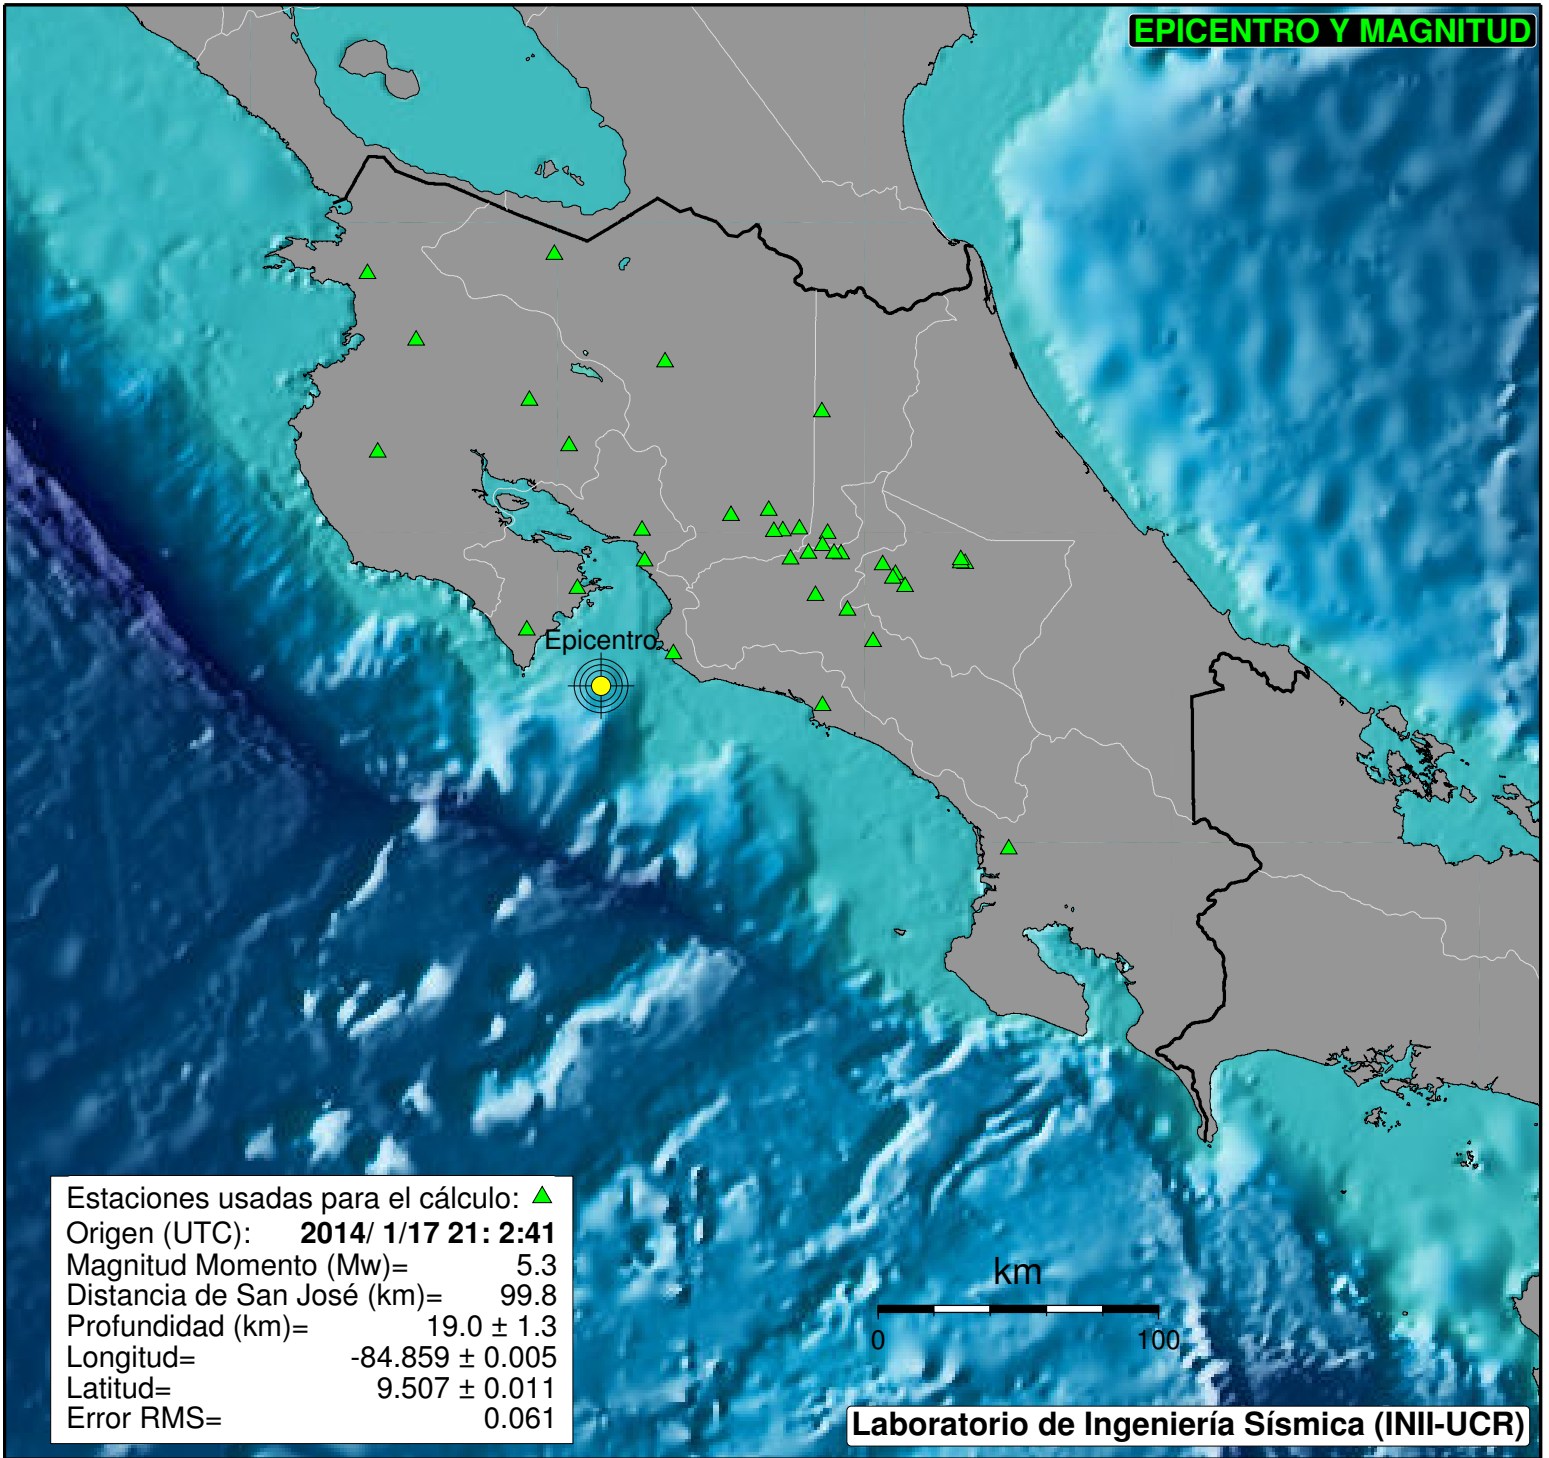 EPICENTRO Y MAGNITUD
Epicentro
Estaciones usadas para el cálculo:
Origen (UTC): 2014/ 1/17 21: 2:41
Magnitud Momento (Mw)= 5.3
Distancia de San José (km)= 99.8
Profundidad (km)= 19.0 ± 1.3
Longitud= -84.859 ± 0.005
Latitud= 9.507 ± 0.011
Error RMS= 0.061
km
0 100
Laboratorio de Ingeniería Sísmica (INII-UCR)